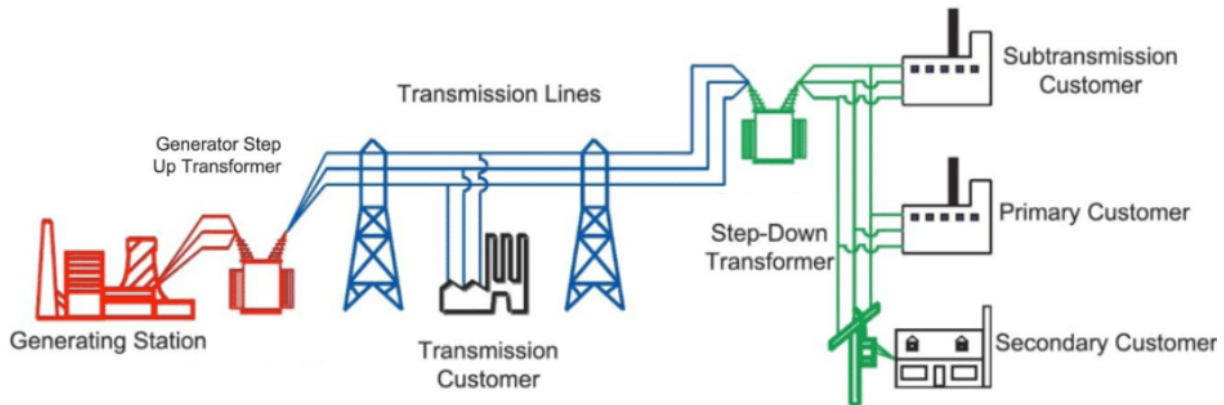 Subtransmission
Customer
Transmission Lines
Generator Step
Up Transformer
Primary Customer
Step-Down
Transformer
Generating Station
Transmission
Customer
Secondary Customer